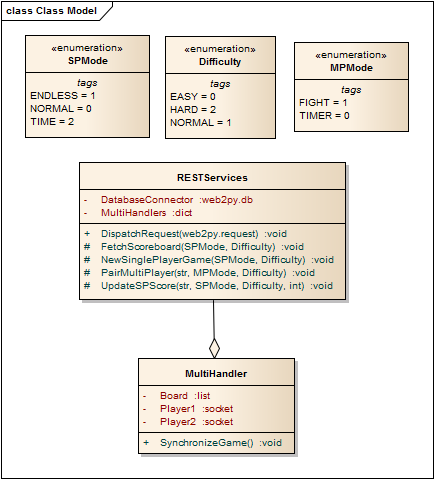 class Class Model
«enumeration»
SPMode
tags
ENDLESS = 1
NORMAL = 0
TIME = 2
«enumeration»
Difficulty
tags
EASY = 0
HARD = 2
NORMAL = 1
«enumeration»
MPMode
tags
FIGHT = 1
TIMER = 0
RESTServices
- DatabaseConnector :web2py.db
- MultiHandlers :dict
+ DispatchRequest(web2py.request) :void
# FetchScoreboard(SPMode, Difficulty) :void
# NewSinglePlayerGame(SPMode, Difficulty) :void
# PairMultiPlayer(str, MPMode, Difficulty) :void
# UpdateSPScore(str, SPMode, Difficulty, int) :void
MultiHandler
- Board :list
- Player1 :socket
- Player2 :socket
+ SynchronizeGame() :void